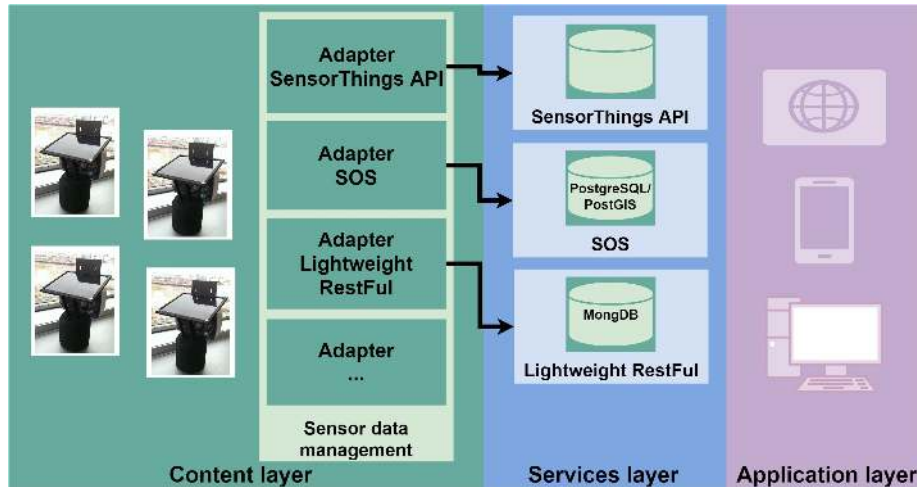 Adapter
SensorThings API
Adapter
SOS
Adapter
Lightweight
RestFul
Adapter
...
Sensor data
management
Content layer
SensorThings API
PostgreSQL/
PostGIS
SOS
MongDB
Lightweight RestFul
Services layer
Application layer